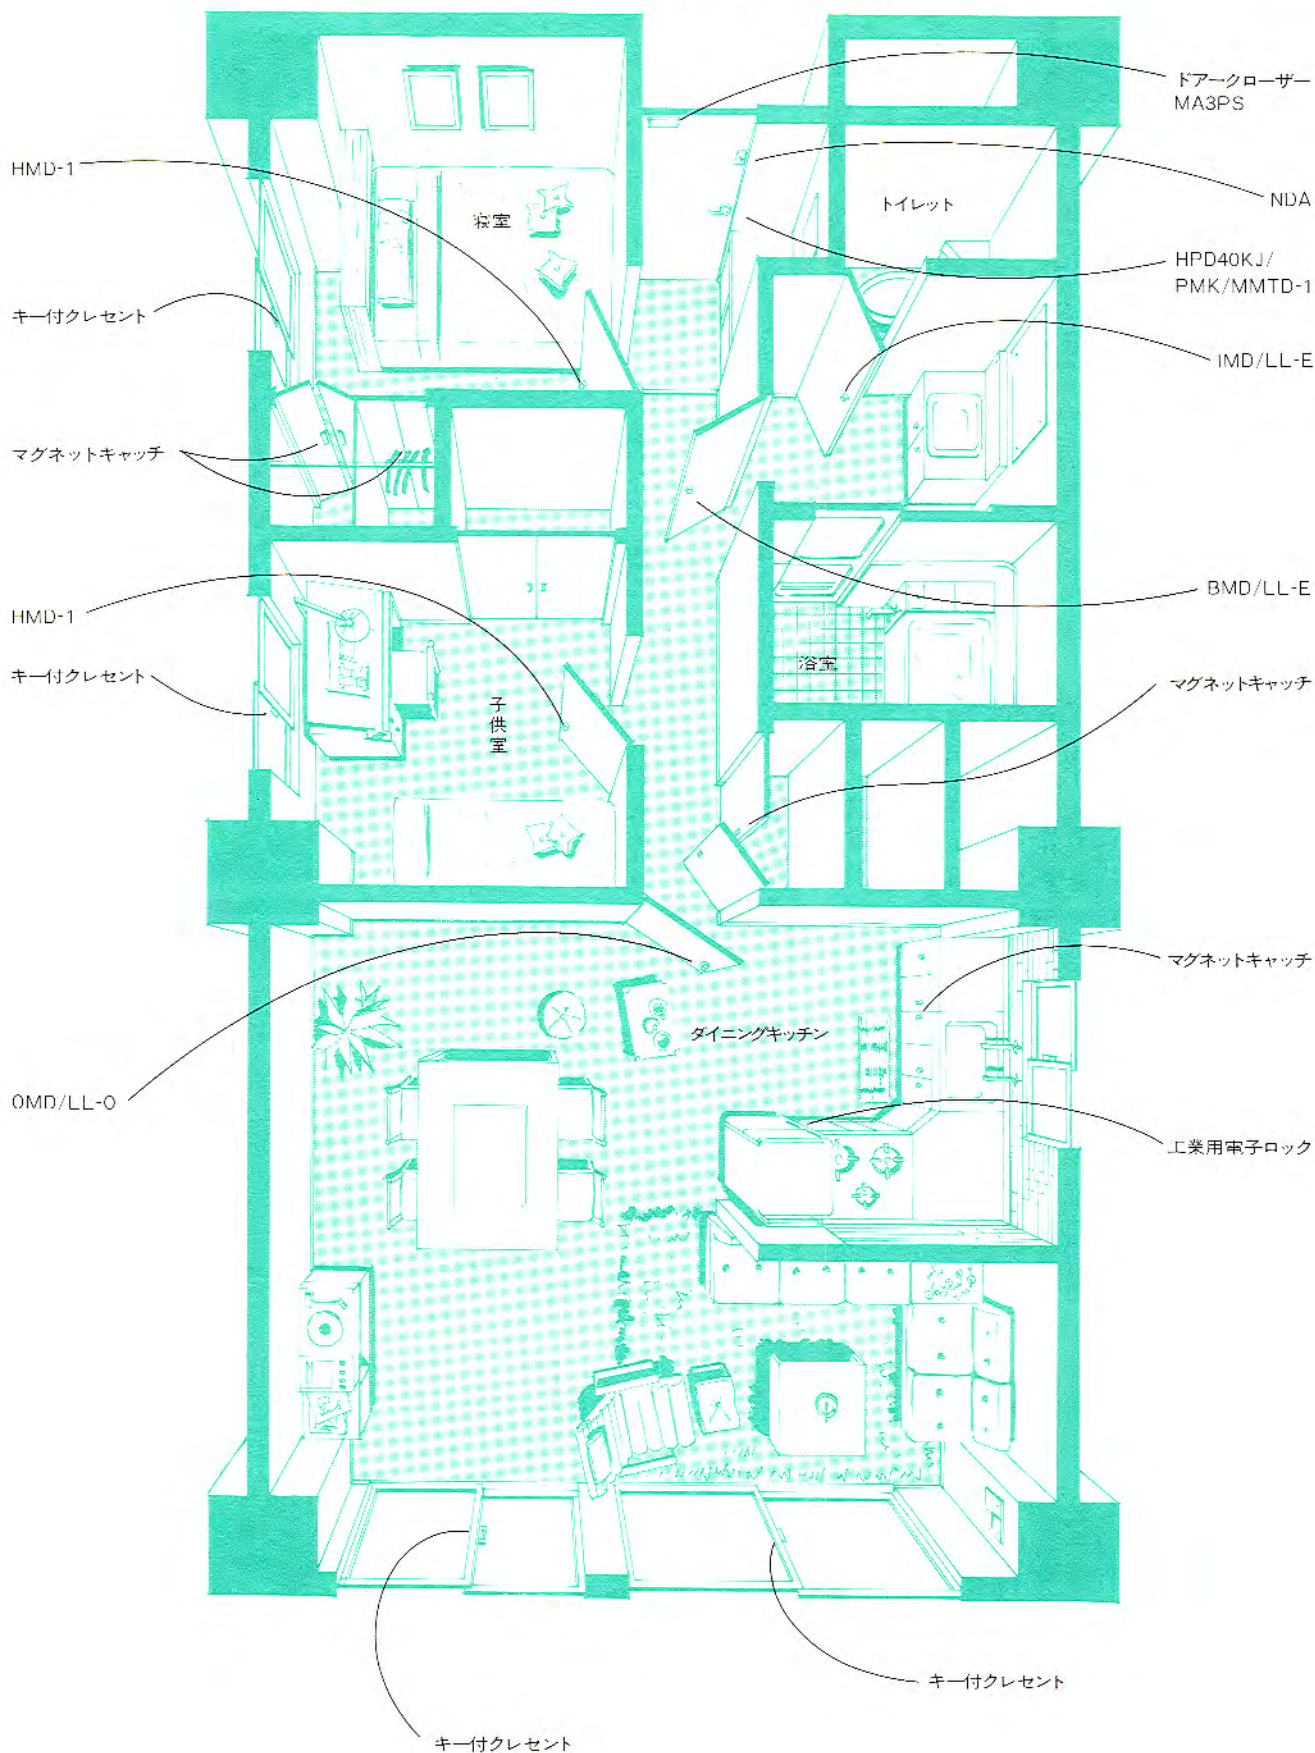 ドアークローザー
MA3PS
HMD-1
NDA
トイレット
寝室
HPD40KJ/
PMK/MMTD-1
キー付クレセント
IMD/LL-E
マグネットキャッチ
BMD/LL-E
HMD-1
浴室
キー付クレセント
マグネットキャッチ
子供室
マグネットキャッチ
ダイニングキッチン
OMD/LL-O
工業用電子ロック
キー付クレセント
キー付クレセント